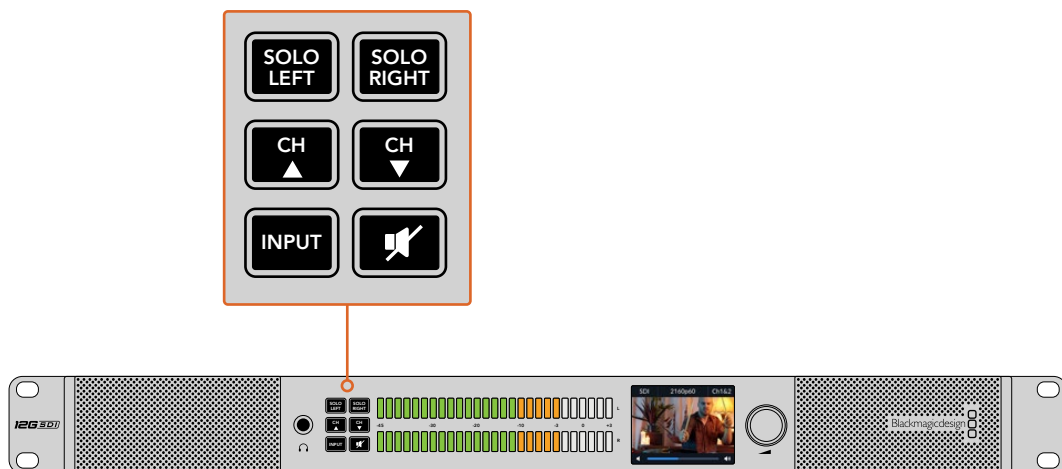 SOLO
LEFT
SOLO
RIGHT
CH
CH
INPUT
12G SDI
SOLO
LEFT
SOLO
RIGHT
CH
CH
INPUT
L
-45 -30 -20 -10 -3 0 +3
R
SDI 2160p60 Ch1&2
Blackmagicdesign